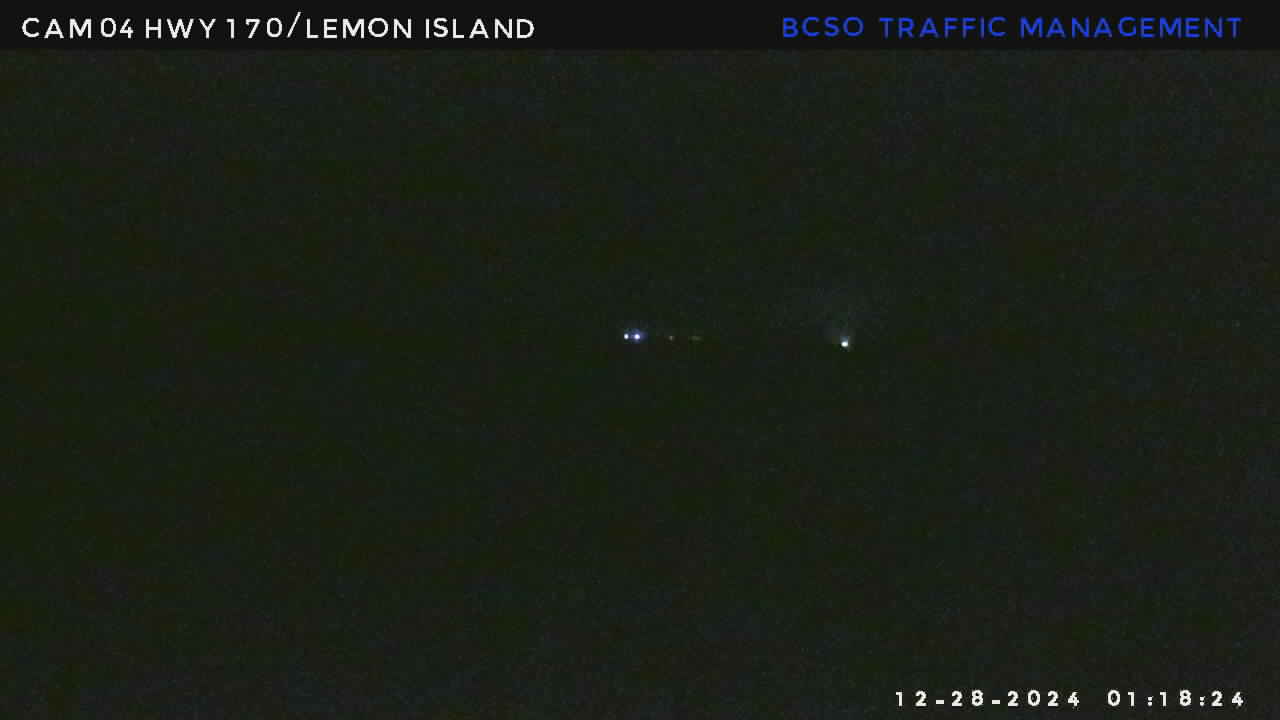 CAM 04 HWY 170/LEMON ISLAND
BCSO TRAFFIC MANAGEMENT
12-28-2024 01:18:24